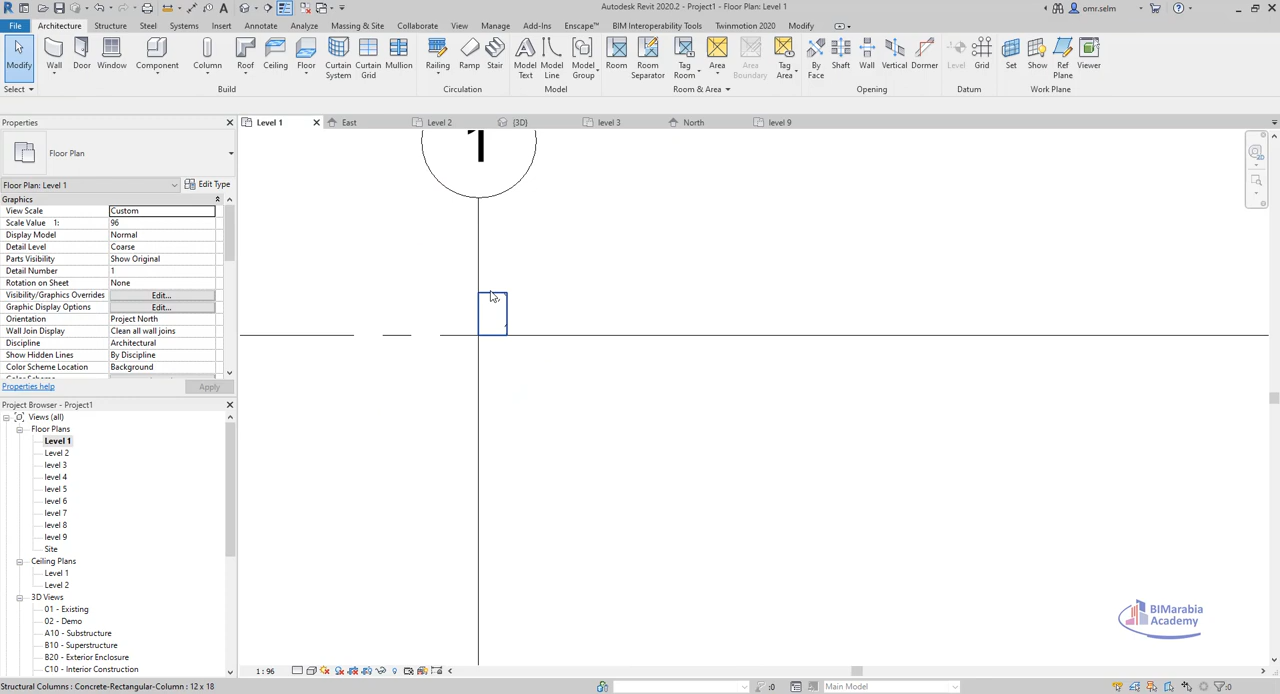 Autodesk Revit 2020.2 - Project1 - Floor Plan: Level 1
omr.selm
File Architecture Structure Steel Systems Insert Annotate Analyze Massing & Site Collaborate View Manage Add-Ins Enscape™ BIM Interoperability Tools Twinmotion 2020 Modify
Modify Wall Door Window Component Column Roof Ceiling Floor Curtain System Curtain Grid Mullion Railing Ramp Stair Model Text Model Line Model Group Room Room Separator Tag Room Area Area Boundary Tag Area By Face Shaft Wall Vertical Dormer Level Grid Set Show Ref Plane Viewer
Select Build Circulation Model Room & Area Opening Datum Work Plane
Properties
Level 1 East Level 2 {3D} level 3 North level 9
Floor Plan
Floor Plan: Level 1 Edit Type
Graphics
View Scale Custom
Scale Value 1: 96
Display Model Normal
Detail Level Coarse
Parts Visibility Show Original
Detail Number 1
Rotation on Sheet None
Visibility/Graphics Overrides Edit...
Graphic Display Options Edit...
Orientation Project North
Wall Join Display Clean all wall joins
Discipline Architectural
Show Hidden Lines By Discipline
Color Scheme Location Background
Properties help Apply
Project Browser - Project1
Views (all)
Floor Plans
Level 1
Level 2
level 3
level 4
level 5
level 6
level 7
level 8
level 9
Site
Ceiling Plans
Level 1
Level 2
3D Views
01 - Existing
02 - Demo
A10 - Substructure
B10 - Superstructure
B20 - Exterior Enclosure
C10 - Interior Construction
1
BIMarabia
Academy
1 : 96
Structural Columns : Concrete-Rectangular-Column : 12 x 18
:0 Main Model :0